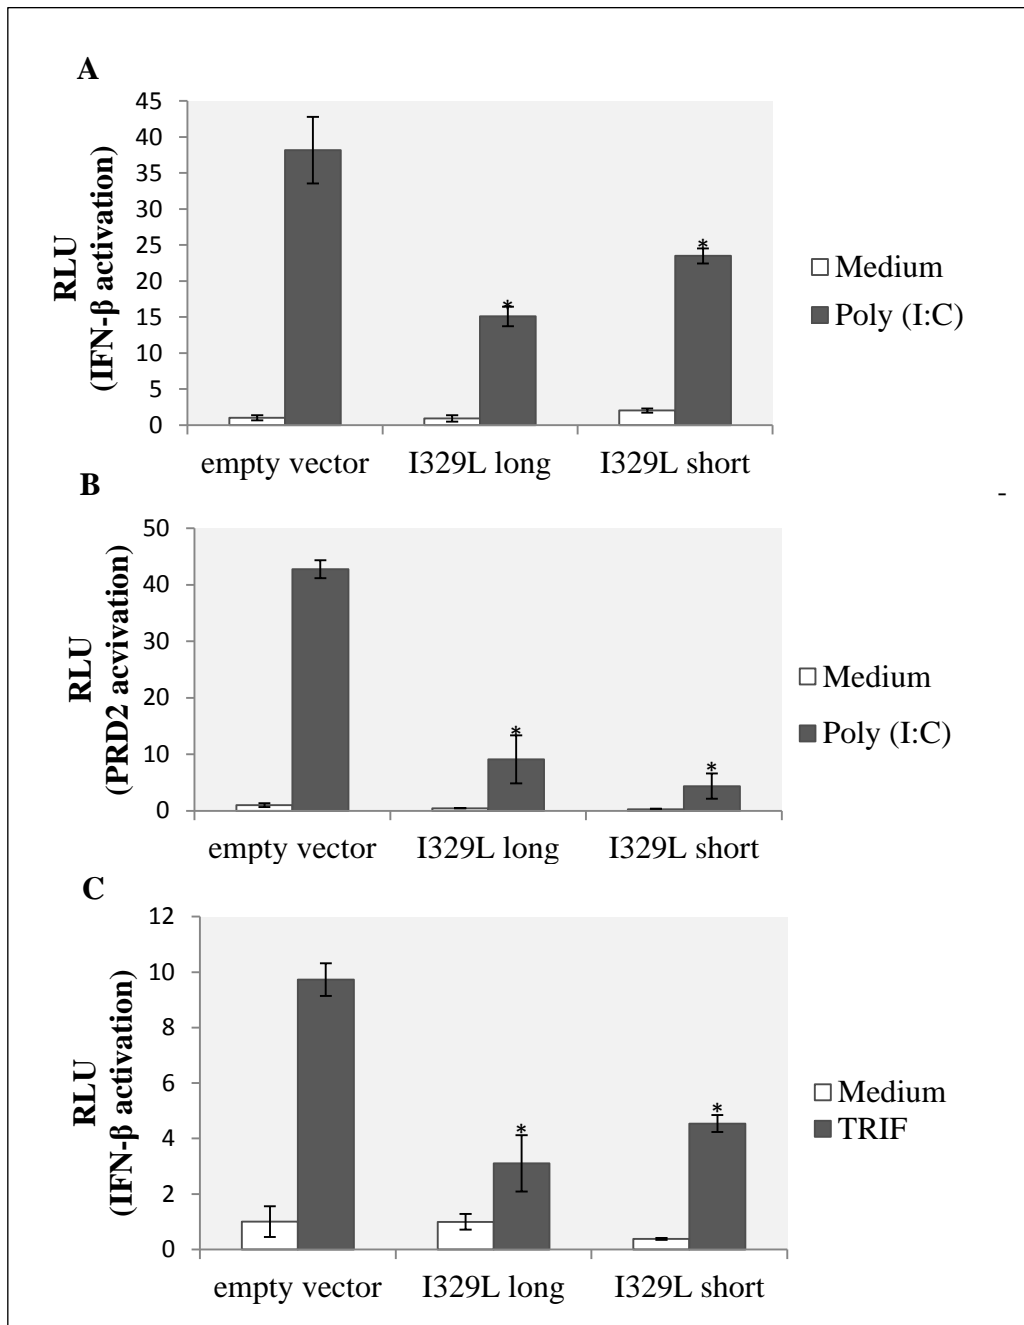 A
RLU
(IFN-β activation)
45
40
35
30
25
20
15
10
5
0
*
*
Medium
Poly (I:C)
empty vector I329L long I329L short
B
-
RLU
(PRD2 acvivation)
50
40
30
20
10
0
*
*
Medium
Poly (I:C)
empty vector I329L long I329L short
C
RLU
(IFN-β activation)
12
10
8
6
4
2
0
*
*
Medium
TRIF
empty vector I329L long I329L short